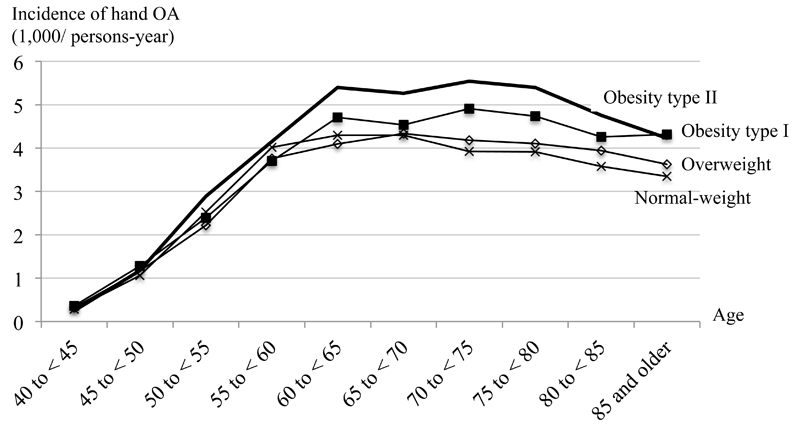 Incidence of hand OA
(1,000/ persons-year)
6
5
4
3
2
1
0
Obesity type II
Obesity type I
Overweight
Normal-weight
Age
40 to < 45
45 to < 50
50 to < 55
55 to < 60
60 to < 65
65 to < 70
70 to < 75
75 to < 80
80 to < 85
85 and older